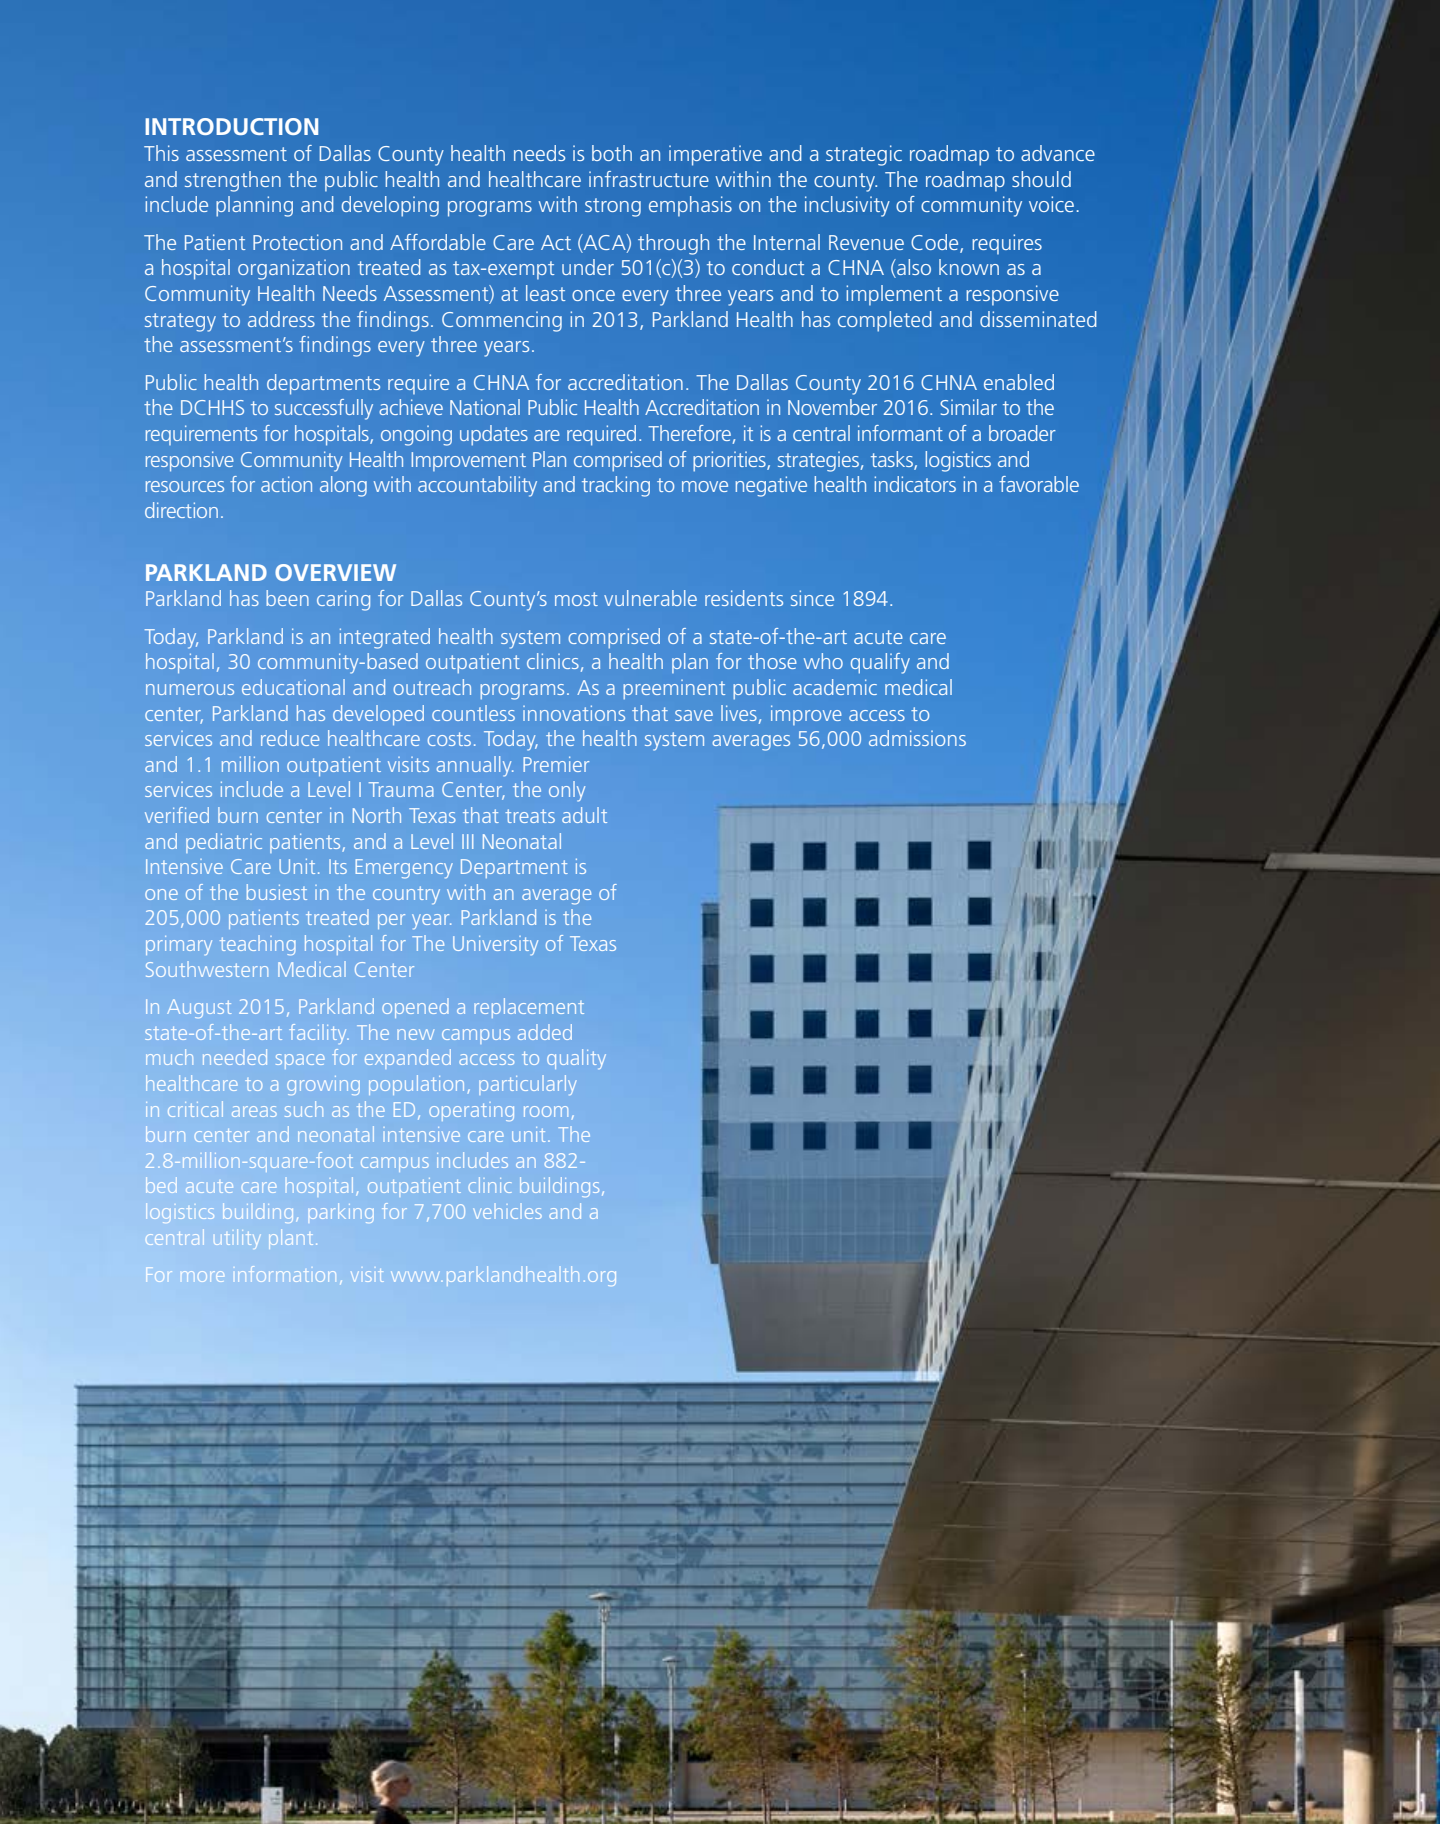 INTRODUCTION
This assessment of Dallas County health needs is both an imperative and a strategic roadmap to advance
and strengthen the public health and healthcare infrastructure within the county. The roadmap should
include planning and developing programs with strong emphasis on the inclusivity of community voice.
The Patient Protection and Affordable Care Act (ACA) through the Internal Revenue Code, requires
a hospital organization treated as tax-exempt under 501(c)(3) to conduct a CHNA (also known as a
Community Health Needs Assessment) at least once every three years and to implement a responsive
strategy to address the findings. Commencing in 2013, Parkland Health has completed and disseminated
the assessment’s findings every three years.
Public health departments require a CHNA for accreditation. The Dallas County 2016 CHNA enabled
the DCHHS to successfully achieve National Public Health Accreditation in November 2016. Similar to the
requirements for hospitals, ongoing updates are required. Therefore, it is a central informant of a broader
responsive Community Health Improvement Plan comprised of priorities, strategies, tasks, logistics and
resources for action along with accountability and tracking to move negative health indicators in a favorable
direction.
PARKLAND OVERVIEW
Parkland has been caring for Dallas County’s most vulnerable residents since 1894.
Today, Parkland is an integrated health system comprised of a state-of-the-art acute care
hospital, 30 community-based outpatient clinics, a health plan for those who qualify and
numerous educational and outreach programs. As a preeminent public academic medical
center, Parkland has developed countless innovations that save lives, improve access to
services and reduce healthcare costs. Today, the health system averages 56,000 admissions
and 1.1 million outpatient visits annually. Premier
services include a Level I Trauma Center, the only
verified burn center in North Texas that treats adult
and pediatric patients, and a Level III Neonatal
Intensive Care Unit. Its Emergency Department is
one of the busiest in the country with an average of
205,000 patients treated per year. Parkland is the
primary teaching hospital for The University of Texas
Southwestern Medical Center
In August 2015, Parkland opened a replacement
state-of-the-art facility. The new campus added
much needed space for expanded access to quality
healthcare to a growing population, particularly
in critical areas such as the ED, operating room,
burn center and neonatal intensive care unit. The
2.8-million-square-foot campus includes an 882-
bed acute care hospital, outpatient clinic buildings,
logistics building, parking for 7,700 vehicles and a
central utility plant.
For more information, visit www.parklandhealth.org